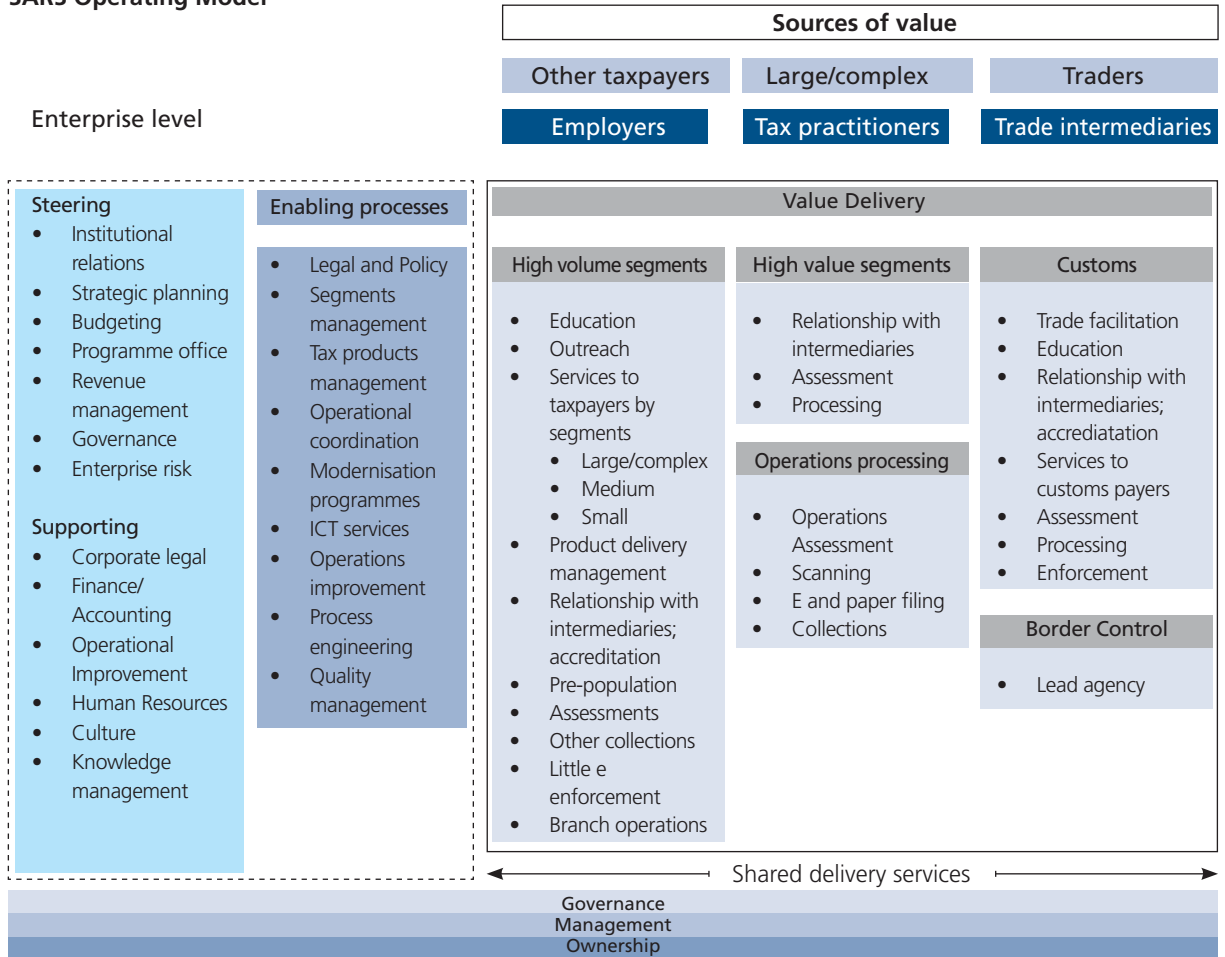 SARS Operating Model
Sources of value
Other taxpayers
Large/complex
Traders
Enterprise level
Employers
Tax practitioners
Trade intermediaries
Steering
• Institutional
relations
• Strategic planning
• Budgeting
• Programme office
• Revenue
management
• Governance
• Enterprise risk
Supporting
• Corporate legal
• Finance/
Accounting
• Operational
Improvement
• Human Resources
• Culture
• Knowledge
management
Enabling processes
• Legal and Policy
• Segments
management
• Tax products
management
• Operational
coordination
• Modernisation
programmes
• ICT services
• Operations
improvement
• Process
engineering
• Quality
management
Value Delivery
High volume segments
• Education
• Outreach
• Services to
taxpayers by
segments
• Large/complex
• Medium
• Small
• Product delivery
management
• Relationship with
intermediaries;
accreditation
• Pre-population
• Assessments
• Other collections
• Little e
enforcement
• Branch operations
High value segments
• Relationship with
intermediaries
• Assessment
• Processing
Operations processing
• Operations
Assessment
• Scanning
• E and paper filing
• Collections
Customs
• Trade facilitation
• Education
• Relationship with
intermediaries;
accrediatation
• Services to
customs payers
• Assessment
• Processing
• Enforcement
Border Control
• Lead agency
Shared delivery services
Governance
Management
Ownership